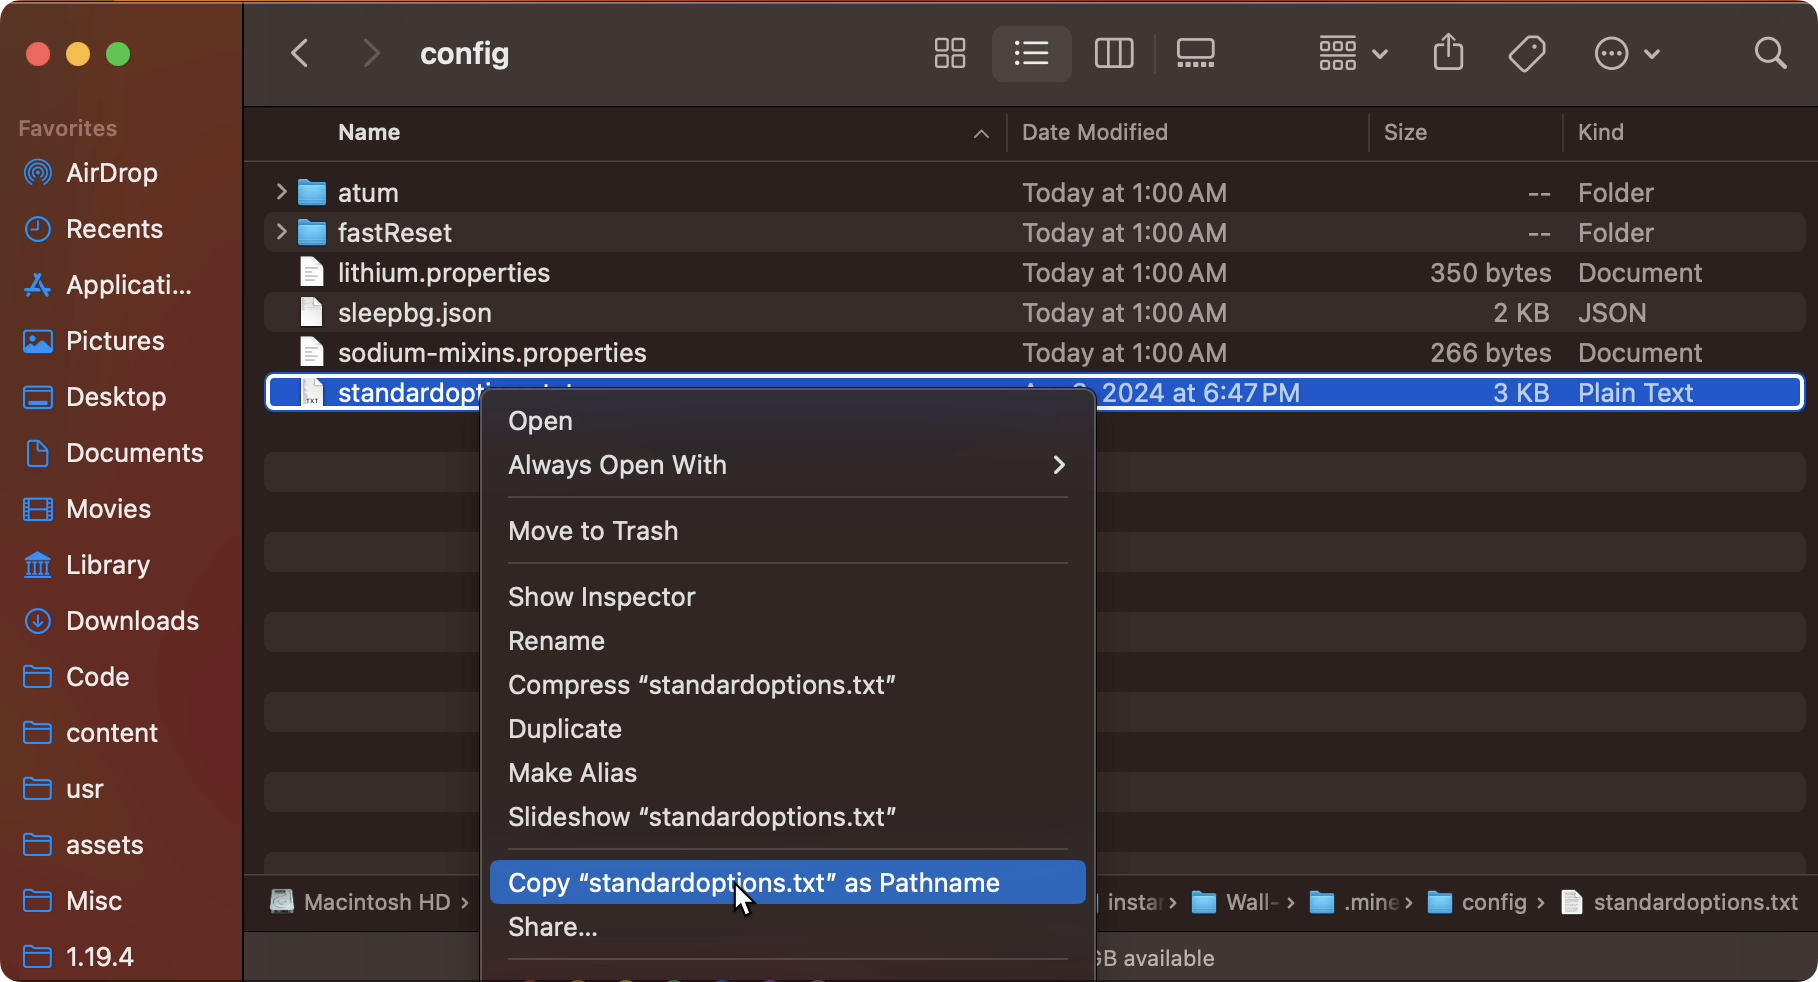 config
Favorites
AirDrop
Recents
Applicati...
Pictures
Desktop
Documents
Movies
Library
Downloads
Code
content
usr
assets
Misc
1.19.4
Name Date Modified Size Kind
atum Today at 1:00 AM -- Folder
fastReset Today at 1:00 AM -- Folder
lithium.properties Today at 1:00 AM 350 bytes Document
sleepbg.json Today at 1:00 AM 2 KB JSON
sodium-mixins.properties Today at 1:00 AM 266 bytes Document
2024 at 6:47 PM 3 KB Plain Text
Open
Always Open With
Move to Trash
Show Inspector
Rename
Compress “standardoptions.txt”
Duplicate
Make Alias
Slideshow “standardoptions.txt”
Copy “standardoptions.txt” as Pathname
Share...
Macintosh HD › insta › Wall- › .mine › config › standardoptions.txt
GB available